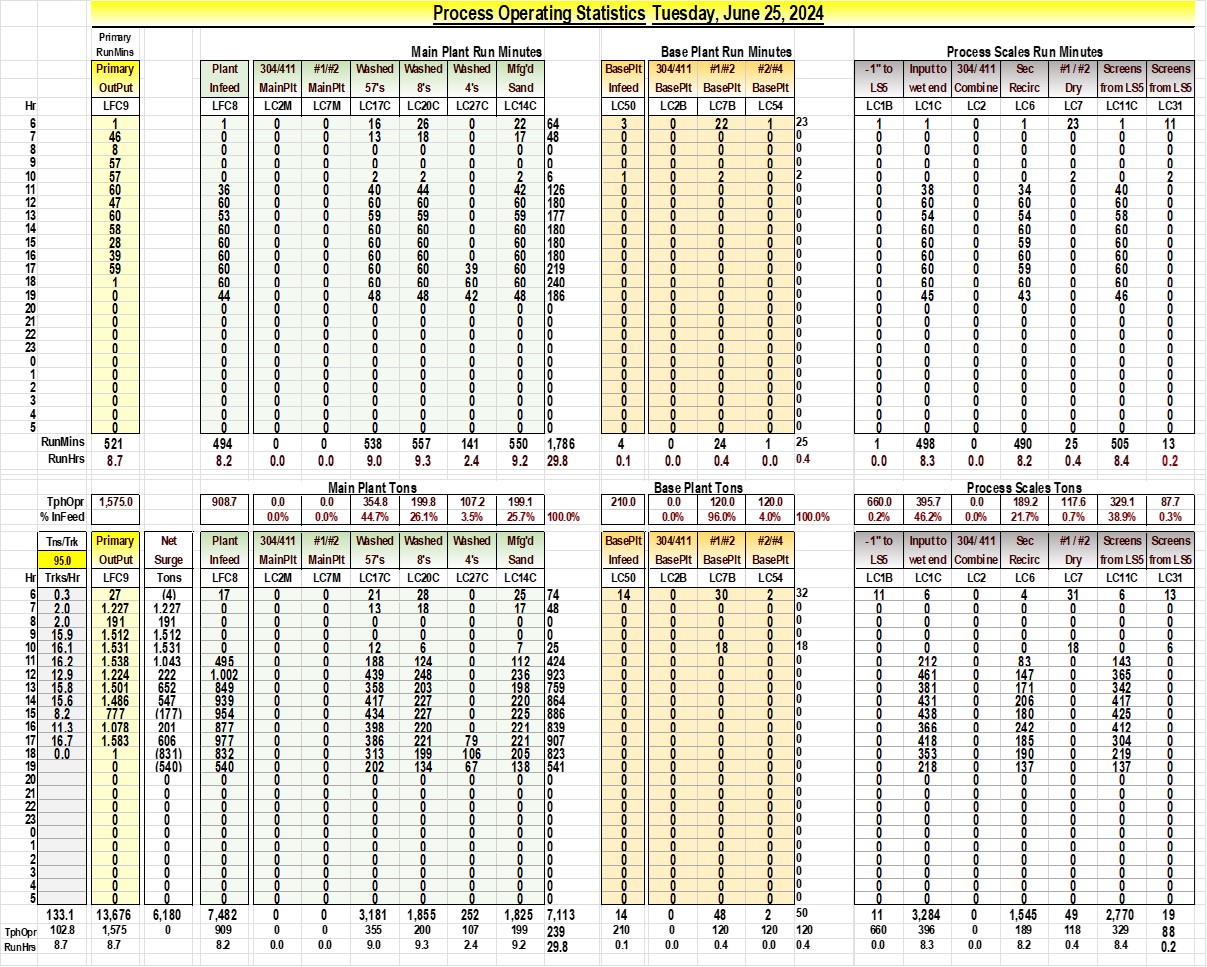 Process Operating Statistics Tuesday, June 25, 2024
Primary
RunMins Main Plant Run Minutes Base Plant Run Minutes Process Scales Run Minutes
Primary Plant 304/411 #1/#2 Washed Washed Washed Mfg'd BasePlt 304/411 #1/#2 #2/#4 -1" to Input to 304/ 411 Sec #1 / #2 Screens Screens
OutPut Infeed MainPlt MainPlt 57's 8's 4's Sand Infeed BasePlt BasePlt BasePlt LS5 wet end Combine Recirc Dry from LS5 from LS5
Hr LFC9 LFC8 LC2M LC7M LC17C LC20C LC27C LC14C LC50 LC2B LC7B LC54 LC1B LC1C LC2 LC6 LC7 LC11C LC31
6 1 1 0 0 16 26 0 22 64 3 0 22 1 23 1 1 0 1 23 1 11
7 46 0 0 0 13 18 0 17 48 0 0 0 0 0 0 0 0 0 0 0 0
8 8 0 0 0 0 0 0 0 0 0 0 0 0 0 0 0 0 0 0 0 0
9 57 0 0 0 0 0 0 0 0 0 0 0 0 0 0 0 0 0 0 0 0
10 57 0 0 0 2 2 0 2 6 1 0 2 0 2 0 0 0 0 2 0 2
11 60 36 0 0 40 44 0 42 126 0 0 0 0 0 0 38 0 34 0 40 0
12 47 60 0 0 60 60 0 60 180 0 0 0 0 0 0 60 0 60 0 60 0
13 60 53 0 0 59 59 0 59 177 0 0 0 0 0 0 54 0 54 0 58 0
14 58 60 0 0 60 60 0 60 180 0 0 0 0 0 0 60 0 60 0 60 0
15 28 60 0 0 60 60 0 60 180 0 0 0 0 0 0 60 0 59 0 60 0
16 39 60 0 0 60 60 0 60 180 0 0 0 0 0 0 60 0 60 0 60 0
17 59 60 0 0 60 60 39 60 219 0 0 0 0 0 0 60 0 59 0 60 0
18 1 60 0 0 60 60 60 60 240 0 0 0 0 0 0 60 0 60 0 60 0
19 0 44 0 0 48 48 42 48 186 0 0 0 0 0 0 45 0 43 0 46 0
20 0 0 0 0 0 0 0 0 0 0 0 0 0 0 0 0 0 0 0 0 0
21 0 0 0 0 0 0 0 0 0 0 0 0 0 0 0 0 0 0 0 0 0
22 0 0 0 0 0 0 0 0 0 0 0 0 0 0 0 0 0 0 0 0 0
23 0 0 0 0 0 0 0 0 0 0 0 0 0 0 0 0 0 0 0 0 0
0 0 0 0 0 0 0 0 0 0 0 0 0 0 0 0 0 0 0 0 0 0
1 0 0 0 0 0 0 0 0 0 0 0 0 0 0 0 0 0 0 0 0 0
2 0 0 0 0 0 0 0 0 0 0 0 0 0 0 0 0 0 0 0 0 0
3 0 0 0 0 0 0 0 0 0 0 0 0 0 0 0 0 0 0 0 0 0
4 0 0 0 0 0 0 0 0 0 0 0 0 0 0 0 0 0 0 0 0 0
5 0 0 0 0 0 0 0 0 0 0 0 0 0 0 0 0 0 0 0 0 0
RunMins 521 494 0 0 538 557 141 550 1,786 4 0 24 1 25 1 498 0 490 25 505 13
RunHrs 8.7 8.2 0.0 0.0 9.0 9.3 2.4 9.2 29.8 0.1 0.0 0.4 0.0 0.4 0.0 8.3 0.0 8.2 0.4 8.4 0.2
Main Plant Tons Base Plant Tons Process Scales Tons
TphOpr 1,575.0 908.7 0.0 0.0 354.8 199.8 107.2 199.1 210.0 0.0 120.0 120.0 660.0 395.7 0.0 189.2 117.6 329.1 87.7
% InFeed 0.0% 0.0% 44.7% 26.1% 3.5% 25.7% 100.0% 0.0% 96.0% 4.0% 100.0% 0.2% 46.2% 0.0% 21.7% 0.7% 38.9% 0.3%
Tns/Trk Primary Net Plant 304/411 #1/#2 Washed Washed Washed Mfg'd BasePlt 304/411 #1/#2 #2/#4 -1" to Input to 304/ 411 Sec #1 / #2 Screens Screens
95.0 OutPut Surge Infeed MainPlt MainPlt 57's 8's 4's Sand Infeed BasePlt BasePlt BasePlt LS5 wet end Combine Recirc Dry from LS5 from LS5
Hr Trks/Hr LFC9 Tons LFC8 LC2M LC7M LC17C LC20C LC27C LC14C LC50 LC2B LC7B LC54 LC1B LC1C LC2 LC6 LC7 LC11C LC31
6 0.3 27 (4) 17 0 0 21 28 0 25 74 14 0 30 2 32 11 6 0 4 31 6 13
7 2.0 1.227 1.227 0 0 0 13 18 0 17 48 0 0 0 0 0 0 0 0 0 0 0 0
8 2.0 191 191 0 0 0 0 0 0 0 0 0 0 0 0 0 0 0 0 0 0 0 0
9 15.9 1.512 1.512 0 0 0 0 0 0 0 0 0 0 0 0 0 0 0 0 0 0 0 0
10 16.1 1.531 1.531 0 0 0 12 6 0 7 25 0 0 18 0 18 0 0 0 0 18 0 6
11 16.2 1.538 1.043 495 0 0 188 124 0 112 424 0 0 0 0 0 0 212 0 83 0 143 0
12 12.9 1.224 222 1.002 0 0 439 248 0 236 923 0 0 0 0 0 0 461 0 147 0 365 0
13 15.8 1.501 652 849 0 0 358 203 0 198 759 0 0 0 0 0 0 381 0 171 0 342 0
14 15.6 1.486 547 939 0 0 417 227 0 220 864 0 0 0 0 0 0 431 0 206 0 417 0
15 8.2 777 (177) 954 0 0 434 227 0 225 886 0 0 0 0 0 0 438 0 180 0 425 0
16 11.3 1.078 201 877 0 0 398 220 0 221 839 0 0 0 0 0 0 366 0 242 0 412 0
17 16.7 1.583 606 977 0 0 386 221 79 221 907 0 0 0 0 0 0 418 0 185 0 304 0
18 0.0 1 (831) 832 0 0 313 199 106 205 823 0 0 0 0 0 0 353 0 190 0 219 0
19 0 (540) 540 0 0 202 134 67 138 541 0 0 0 0 0 0 218 0 137 0 137 0
20 0 0 0 0 0 0 0 0 0 0 0 0 0 0 0 0 0 0 0 0 0 0
21 0 0 0 0 0 0 0 0 0 0 0 0 0 0 0 0 0 0 0 0 0 0
22 0 0 0 0 0 0 0 0 0 0 0 0 0 0 0 0 0 0 0 0 0 0
23 0 0 0 0 0 0 0 0 0 0 0 0 0 0 0 0 0 0 0 0 0 0
0 0 0 0 0 0 0 0 0 0 0 0 0 0 0 0 0 0 0 0 0 0 0
1 0 0 0 0 0 0 0 0 0 0 0 0 0 0 0 0 0 0 0 0 0 0
2 0 0 0 0 0 0 0 0 0 0 0 0 0 0 0 0 0 0 0 0 0 0
3 0 0 0 0 0 0 0 0 0 0 0 0 0 0 0 0 0 0 0 0 0 0
4 0 0 0 0 0 0 0 0 0 0 0 0 0 0 0 0 0 0 0 0 0 0
5 0 0 0 0 0 0 0 0 0 0 0 0 0 0 0 0 0 0 0 0 0 0
133.1 13,676 6,180 7,482 0 0 3,181 1,855 252 1,825 7,113 14 0 48 2 50 11 3,284 0 1,545 49 2,770 19
TphOpr 102.8 1,575 0 909 0 0 355 200 107 199 239 210 0 120 120 120 660 396 0 189 118 329 88
RunHrs 8.7 8.7 8.2 0.0 0.0 9.0 9.3 2.4 9.2 29.8 0.1 0.0 0.4 0.0 0.4 0.0 8.3 0.0 8.2 0.4 8.4 0.2